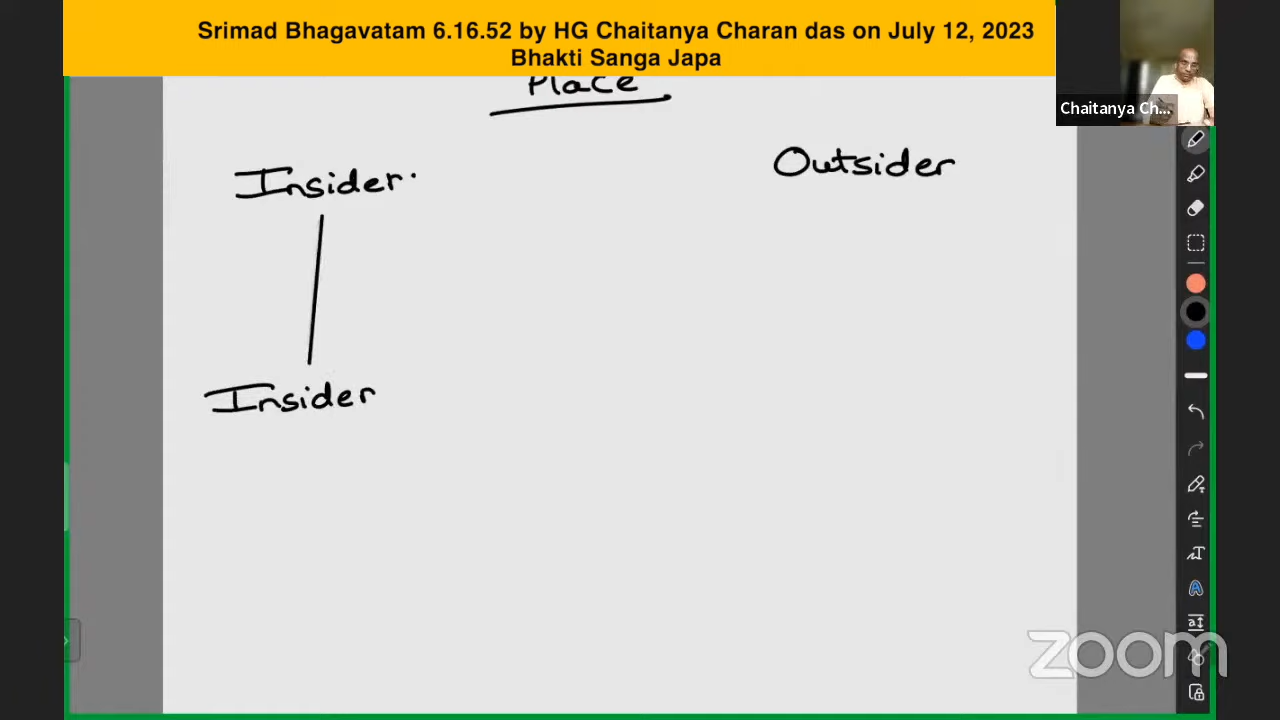 Srimad Bhagavatam 6.16.52 by HG Chaitanya Charan das on July 12, 2023
Bhakti Sanga Japa
Chaitanya Ch...
Place
Outsider
Insider.
Insider
zoom